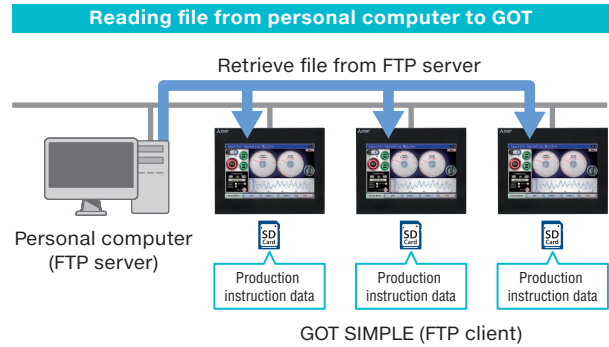 Reading file from personal computer to GOT
Retrieve file from FTP server
Personal computer
(FTP server)
SD
Card
SD
Card
SD
Card
Production
instruction data
Production
instruction data
Production
instruction data
GOT SIMPLE (FTP client)